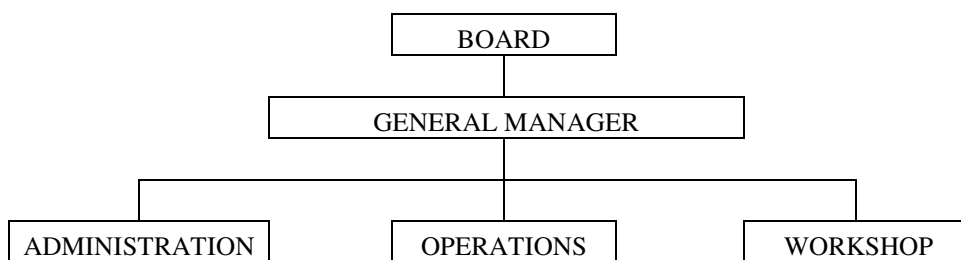 BOARD
GENERAL MANAGER
ADMINISTRATION OPERATIONS WORKSHOP